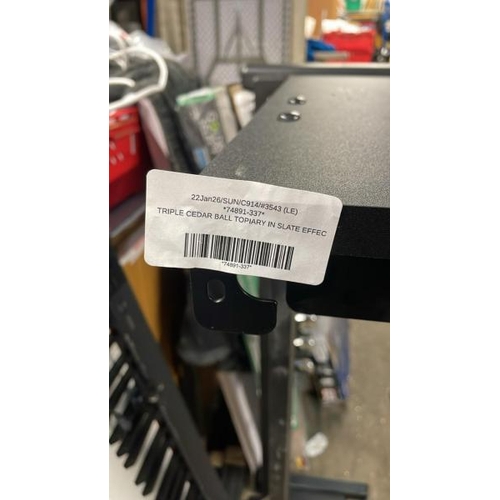 22Jan26/SUN/C914/#3543 (LE)
*74891-337*
TRIPLE CEDAR BALL TOPIARY IN SLATE EFFEC
*74891-337*